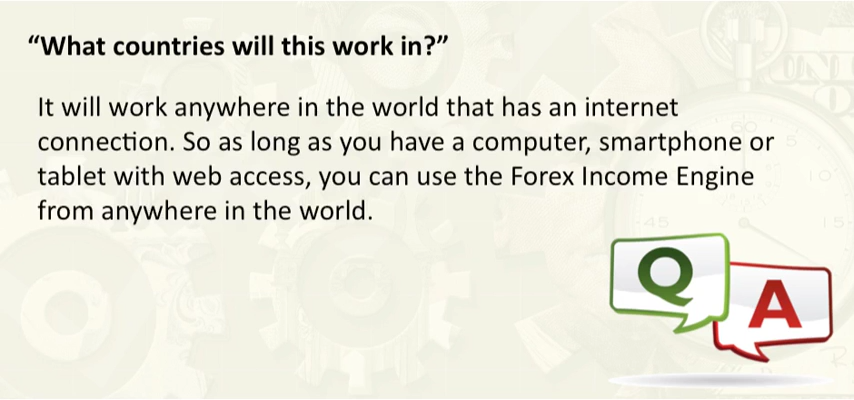 “What countries will this work in?”
It will work anywhere in the world that has an internet
connection. So as long as you have a computer, smartphone or
tablet with web access, you can use the Forex Income Engine
from anywhere in the world.
Q
A